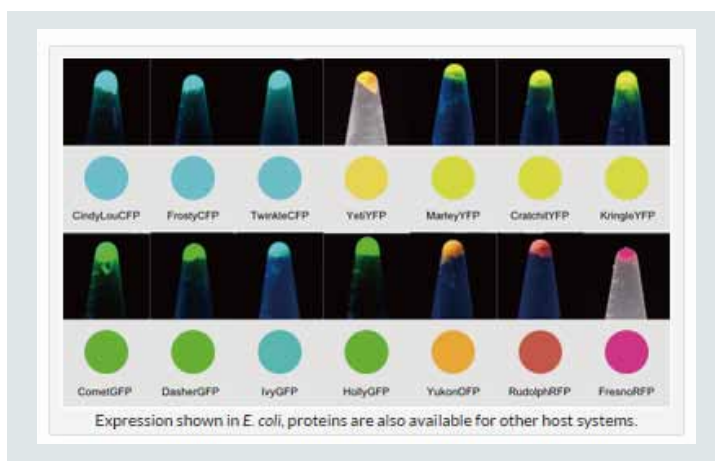 CindyLouCFP FrostyCFP TwinkleCFP YetiYFP MarleyYFP CratchitYFP KringleYFP
CometGFP DasherGFP IvyGFP HollyGFP YukonOFP RudolphRFP FresnoRFP
Expression shown in E. coli, proteins are also available for other host systems.